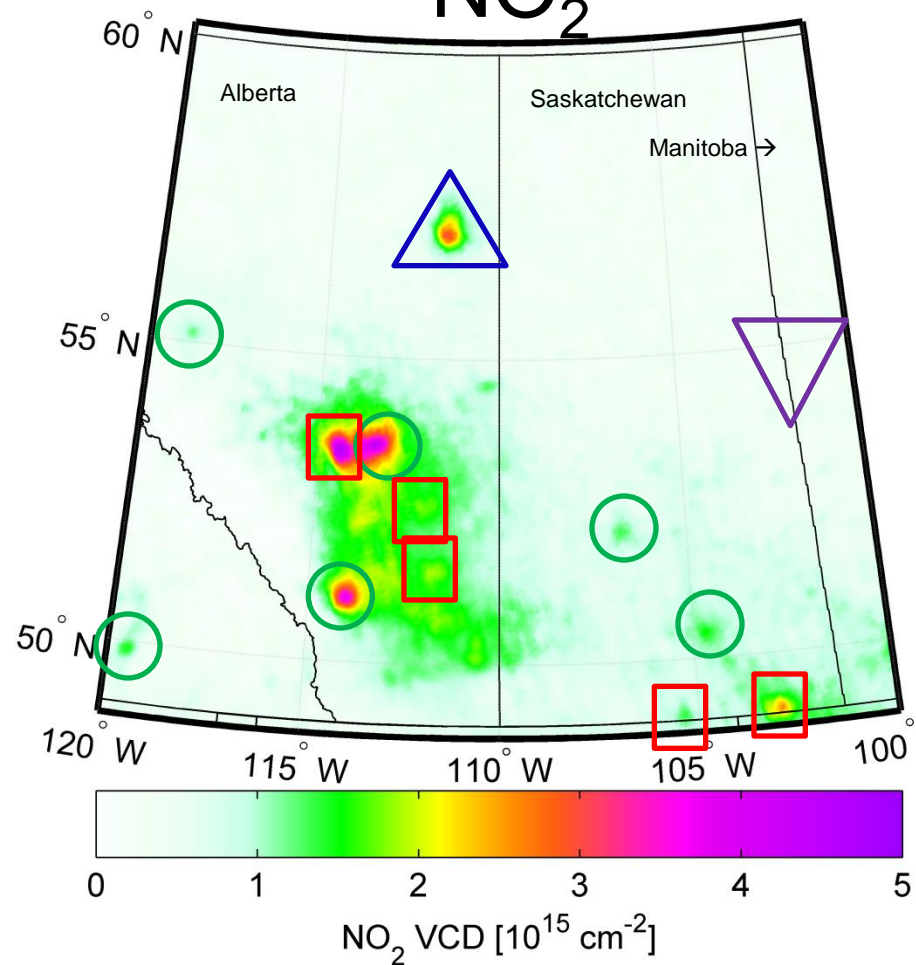 NO2
60° N
Alberta
Saskatchewan
Manitoba →
55° N
50° N
120° W
115° W
110° W
105° W
100°
0 1 2 3 4 5
NO2 VCD [10^15 cm^-2]